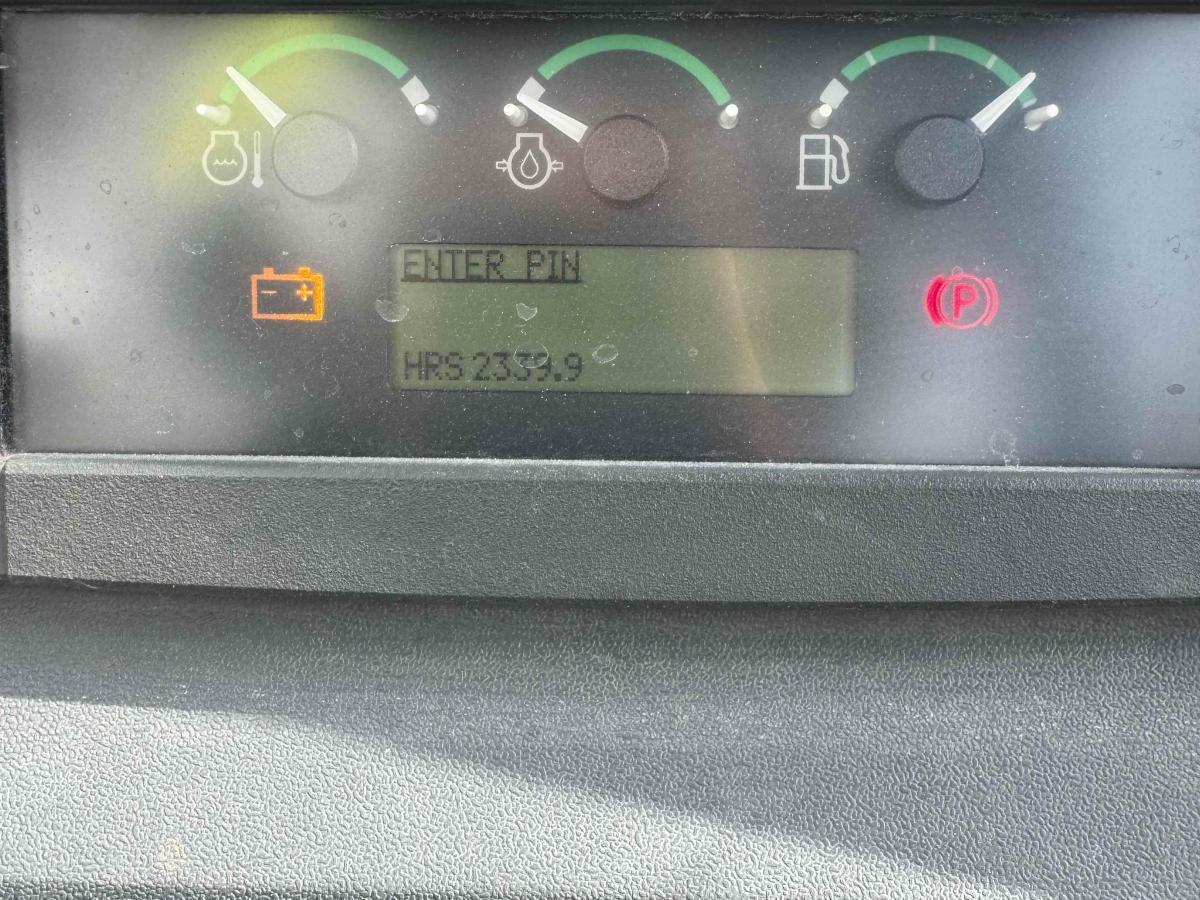 ENTER PIN
HRS 2339.9
P